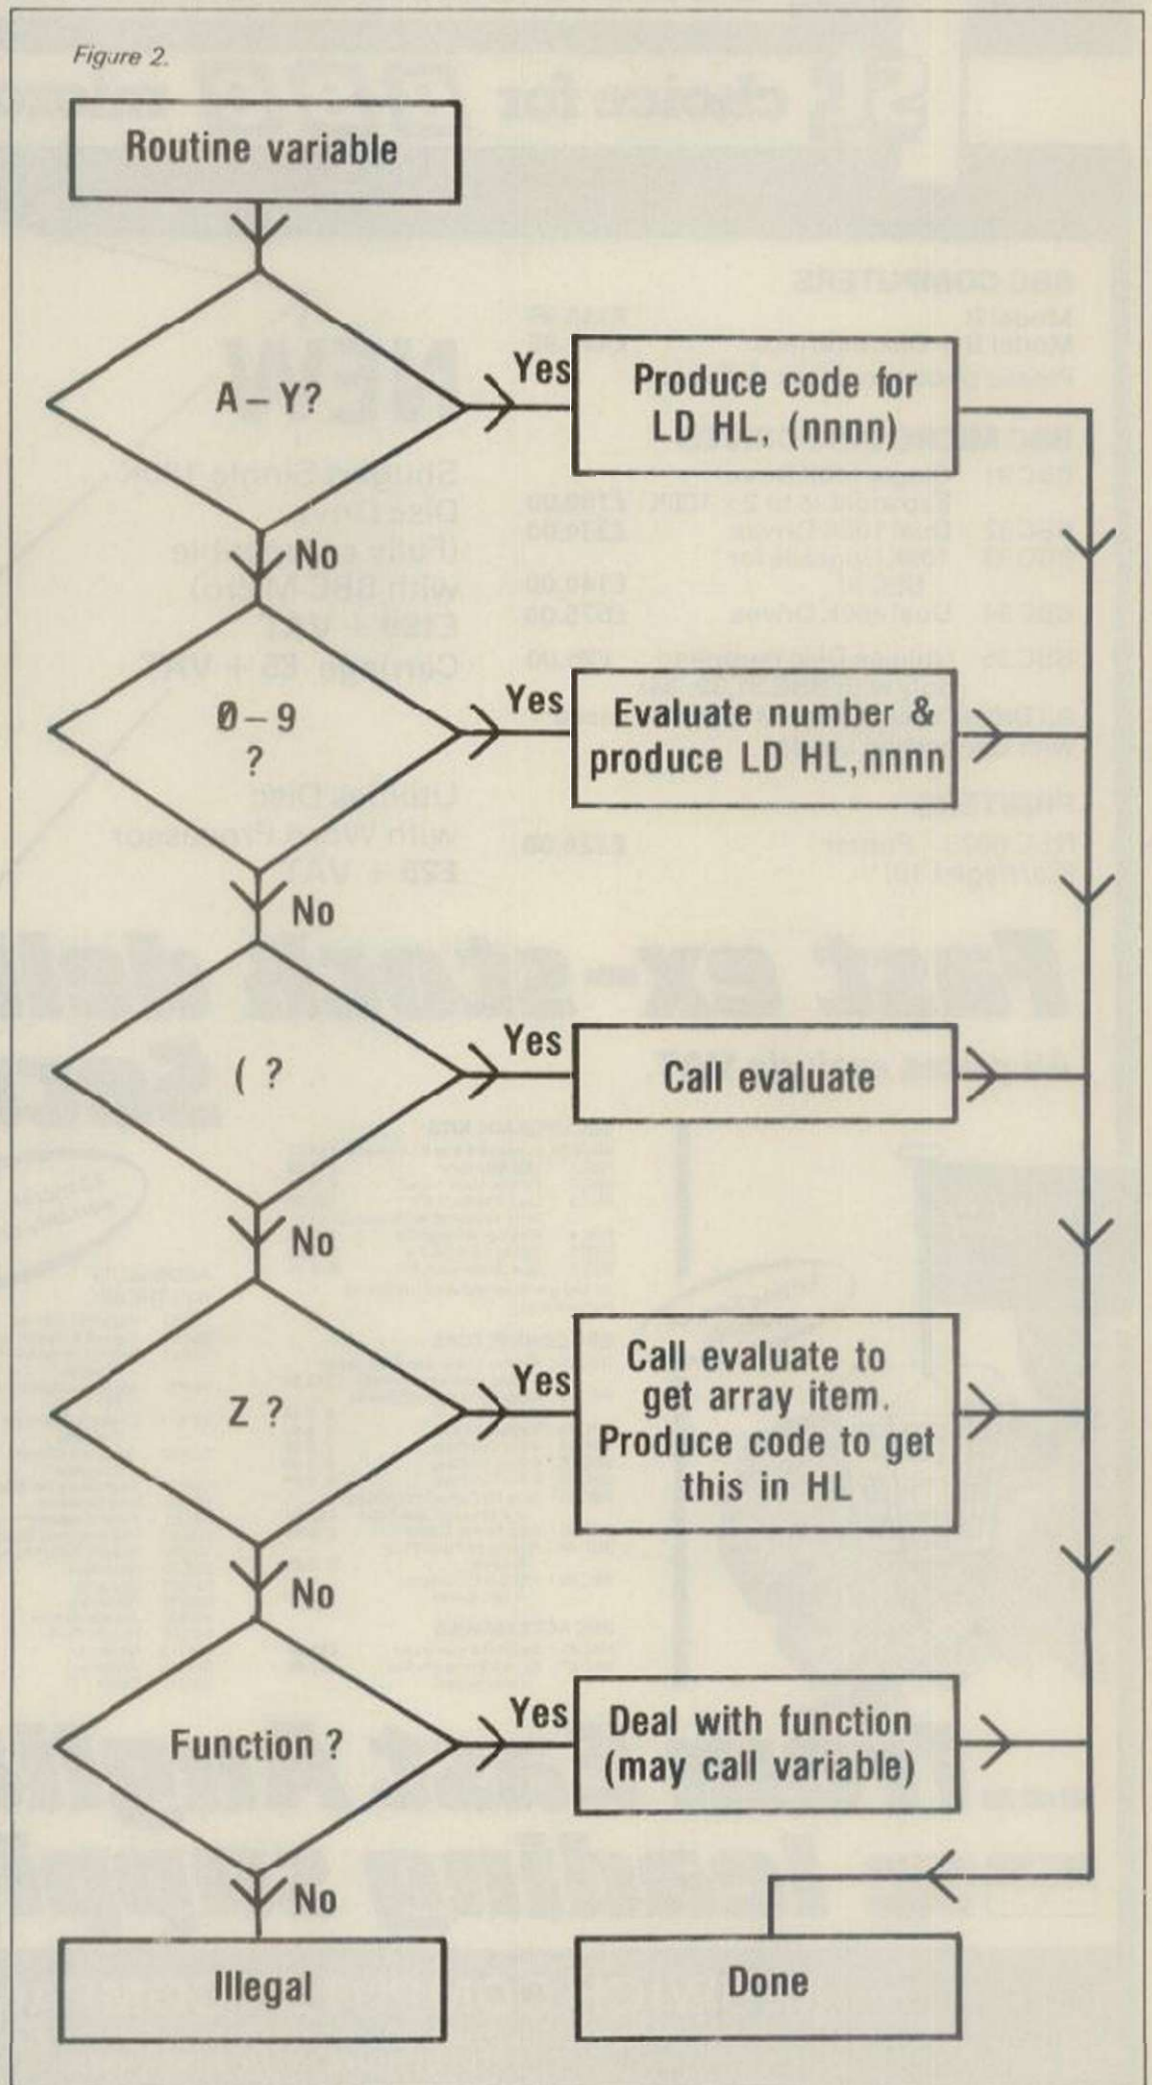 Figure 2.
Routine variable
A – Y?
Yes
Produce code for
LD HL, (nnnn)
No
0 – 9
?
Yes
Evaluate number &
produce LD HL,nnnn
No
( ?
Yes
Call evaluate
No
Z ?
Yes
Call evaluate to
get array item.
Produce code to get
this in HL
No
Function ?
Yes
Deal with function
(may call variable)
No
Illegal
Done